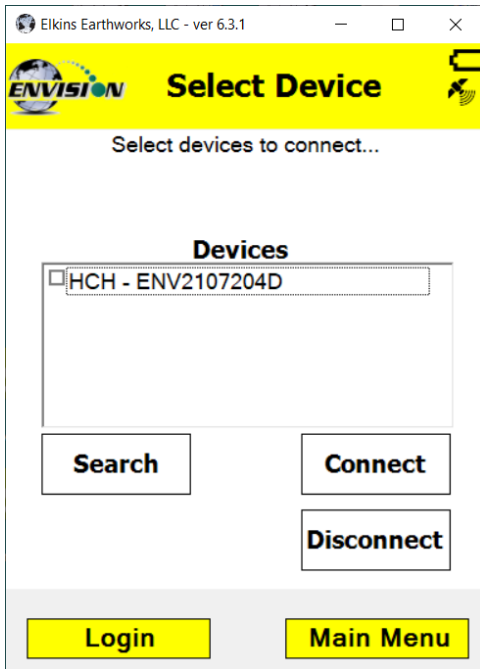 Elkins Earthworks, LLC - ver 6.3.1
ENVISION
Select Device
Select devices to connect...
Devices
HCH - ENV2107204D
Search
Connect
Disconnect
Login
Main Menu